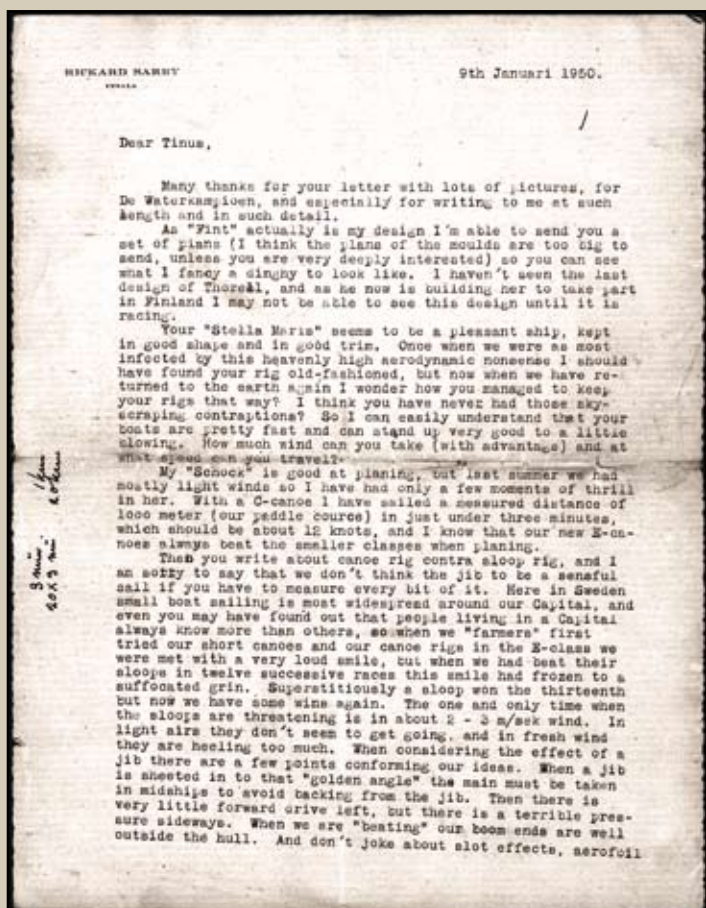 RICKARD SARBY
9th Januari 1950.
1
Dear Tinus,
Many thanks for your letter with lots of pictures, for
De Waterkampioen, and especially for writing to me at such
length and in such detail.
As "Fint" actually is my design I'm able to send you a
set of plans (I think the plans of the moulds are too big to
send, unless you are very deeply interested) so you can see
what I fancy a dinghy to look like. I haven't seen the last
design of Thorell, and as he now is building her to take part
in Finland I may not be able to see this design until it is
racing.
Your "Stella Maris" seems to be a pleasant ship, kept
in good shape and in good trim. Once when we were as most
infected by this heavenly high aerodynamic nonsense I should
have found your rig old-fashioned, but now when we have re-
turned to the earth again I wonder how you managed to keep
your rigs that way? I think you have never had those sky-
scraping contraptions? So I can easily understand that your
boats are pretty fast and can stand up very good to a little
blowing. How much wind can you take (with advantage) and at
what speed can you travel?
My "Schock" is good at planing, but last summer we had
mostly light winds so I have had only a few moments of thrill
in her. With a C-canoe I have sailed a measured distance of
1000 meter (our paddle cource) in just under three minutes,
which should be about 12 knots, and I know that our new E-ca-
noes always beat the smaller classes when planing.
Then you write about canoe rig contra sloop rig, and I
am sorry to say that we don't think the jib to be a sensful
sail if you have to measure every bit of it. Here in Sweden
small boat sailing is most widespread around our Capital, and
even you may have found out that people living in a Capital
always know more than others, so when we "farmers" first
tried our short canoes and our canoe rigs in the E-class we
were met with a very loud smile, but when we had beat their
sloops in twelve successive races this smile had frozen to a
suffocated grin. Superstitiously a sloop won the thirteenth
but now we have some wins again. The one and only time when
the sloops are threatening is in about 2 - 3 m/sek wind. In
light airs they don't seem to get going, and in fresh wind
they are heeling too much. When considering the effect of a
jib there are a few points conforming our ideas. When a jib
is sheeted in to that "golden angle" the main must be taken
in midships to avoid backing from the jib. Then there is
very little forward drive left, but there is a terrible pres-
sure sideways. When we are "beating" our boom ends are well
outside the hull. And don't joke about slot effects, aerofoil
3 min. 1 km
20x3 mi 20 km